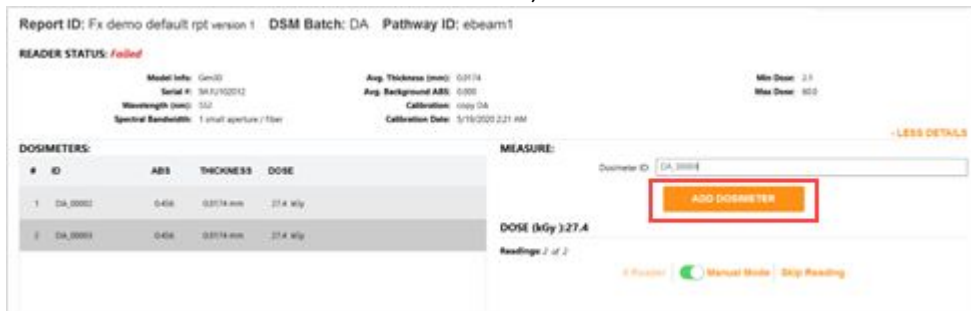 Report ID: Fx demo default rpt version 1 DSM Batch: DA Pathway ID: ebeam1
READER STATUS: Failed
Model Info: Gen20 Avg. Thickness (mm): 0.0174 Min Dose: 2.1
Serial #: Avg. Background ABS: 0.000 Max Dose: 60.0
Wavelength (nm): 552 Calibration: copy DA
Spectral Bandwidth: 1 small aperture / fiber Calibration Date: 5/19/2020 2:21 AM
- LESS DETAILS
DOSIMETERS: MEASURE:
# ID ABS THICKNESS DOSE Dosimeter ID: DA_00004
ADD DOSIMETER
1 DA_00002 0.456 0.0174 mm 27.4 kGy
DOSE (kGy ):27.4
2 DA_00003 0.456 0.0174 mm 27.4 kGy
Readings 2 of 2
Reader Manual Mode Skip Reading